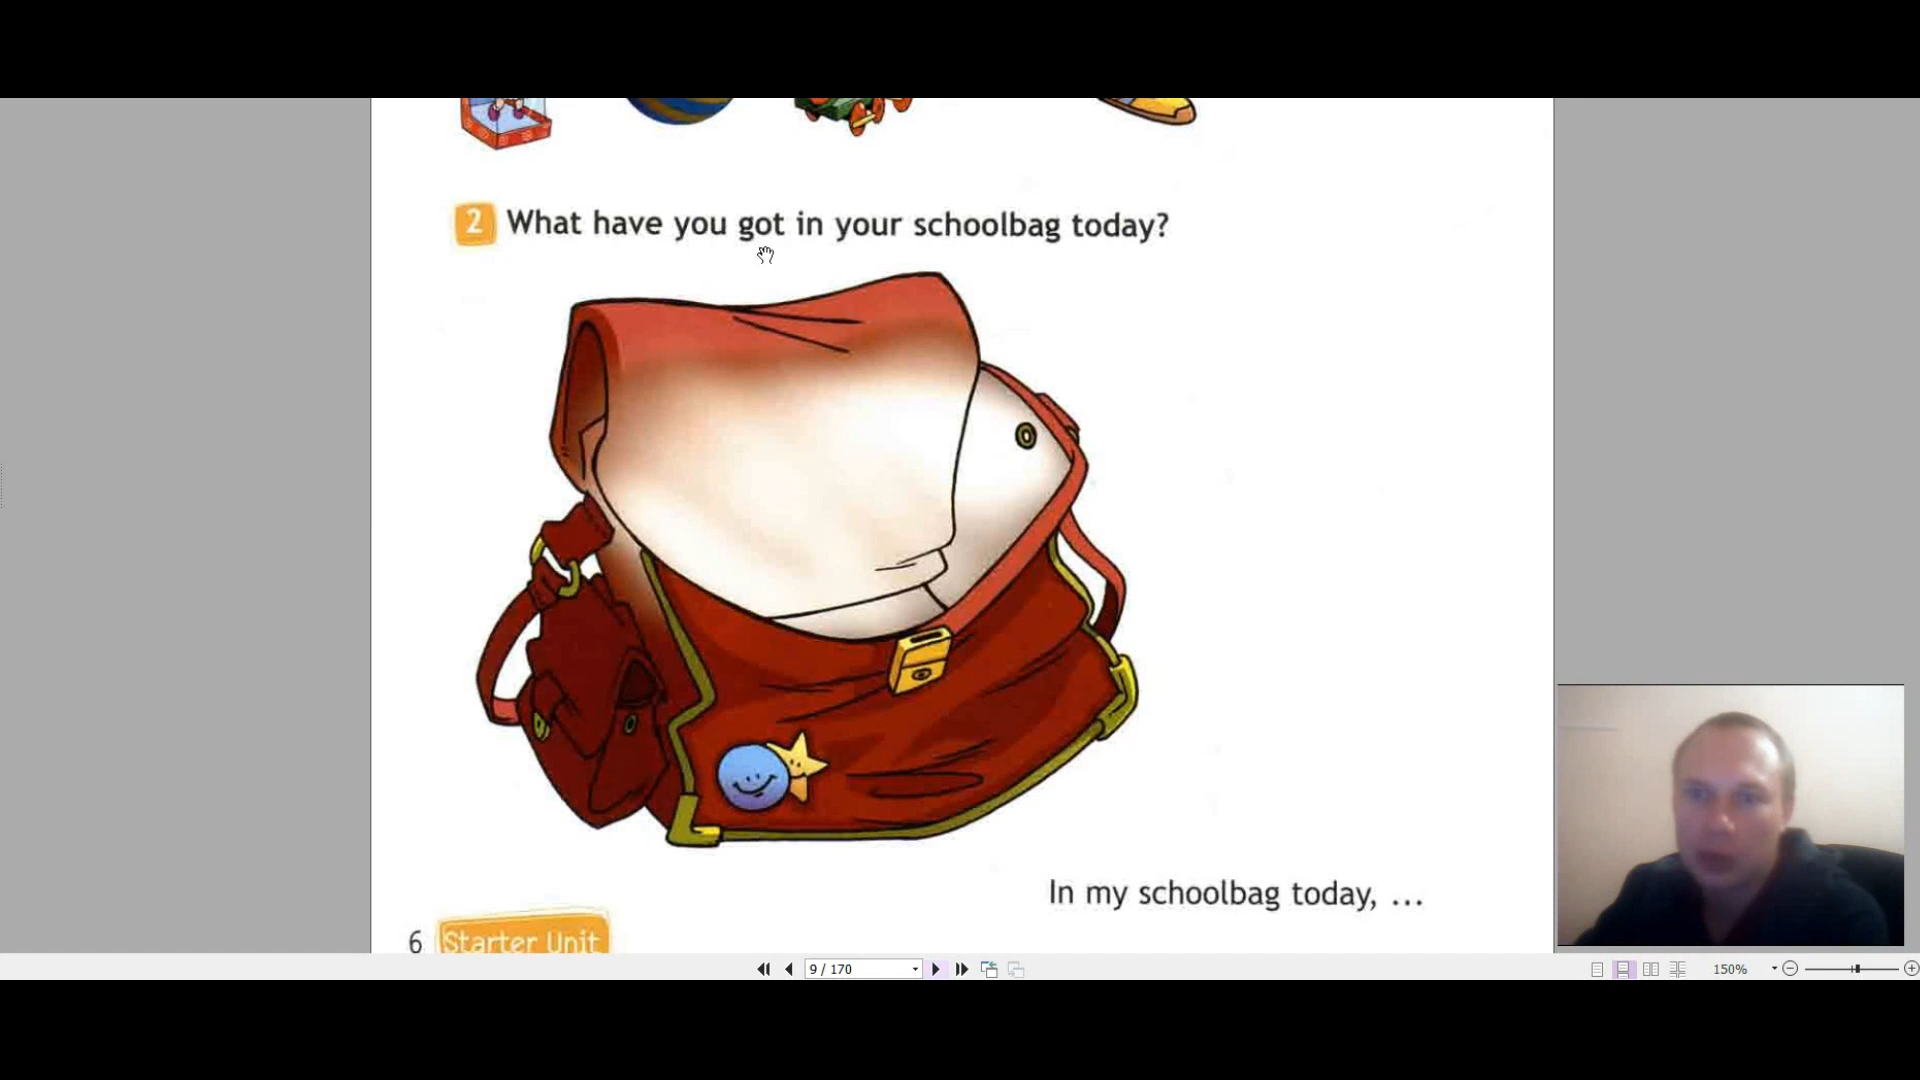 2 What have you got in your schoolbag today?
In my schoolbag today, ...
6 Starter Unit
9 / 170
150%